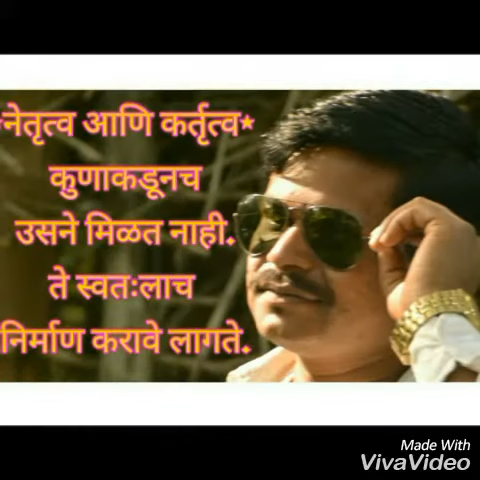 *नेतृत्व आणि कर्तृत्व*
कुणाकडूनच
उसने मिळत नाही.
ते स्वतःलाच
निर्माण करावे लागते.
Made With
VivaVideo